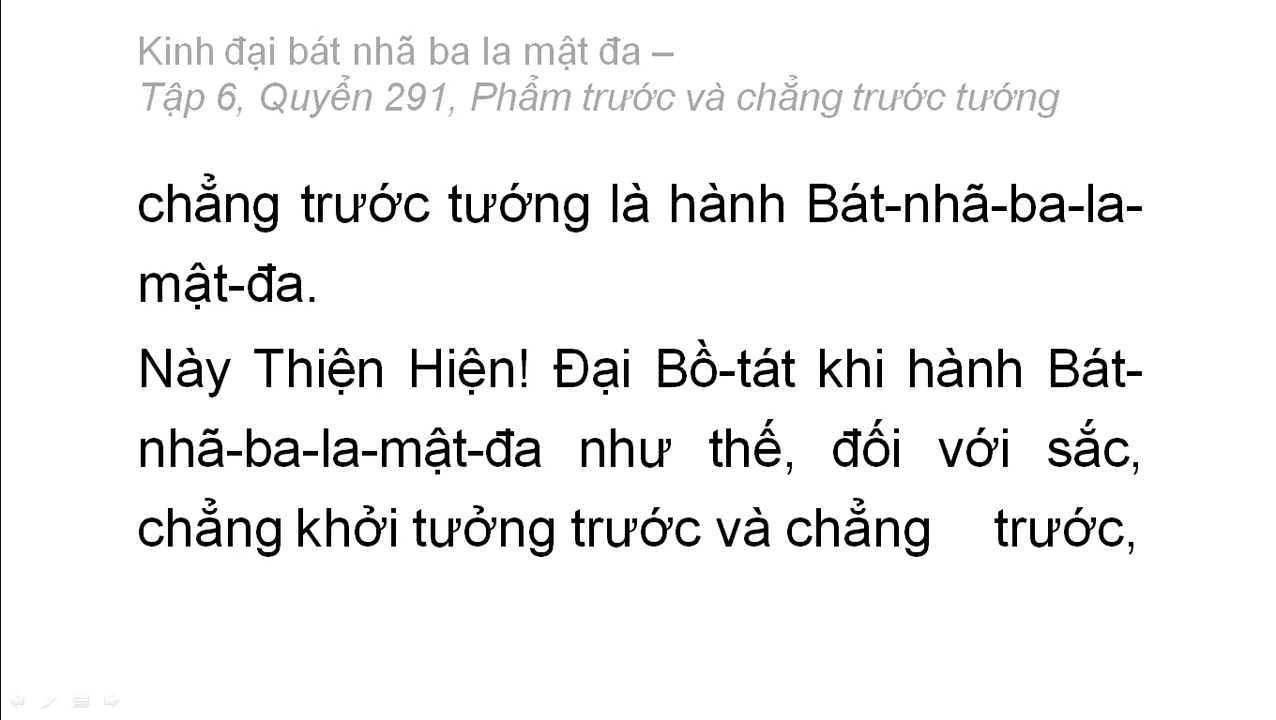 Kinh đại bát nhã ba la mật đa –
Tập 6, Quyển 291, Phẩm trước và chẳng trước tướng
chẳng trước tướng là hành Bát-nhã-ba-la-
mật-đa.
Này Thiện Hiện! Đại Bồ-tát khi hành Bát-
nhã-ba-la-mật-đa như thế, đối với sắc,
chẳng khởi tưởng trước và chẳng trước,